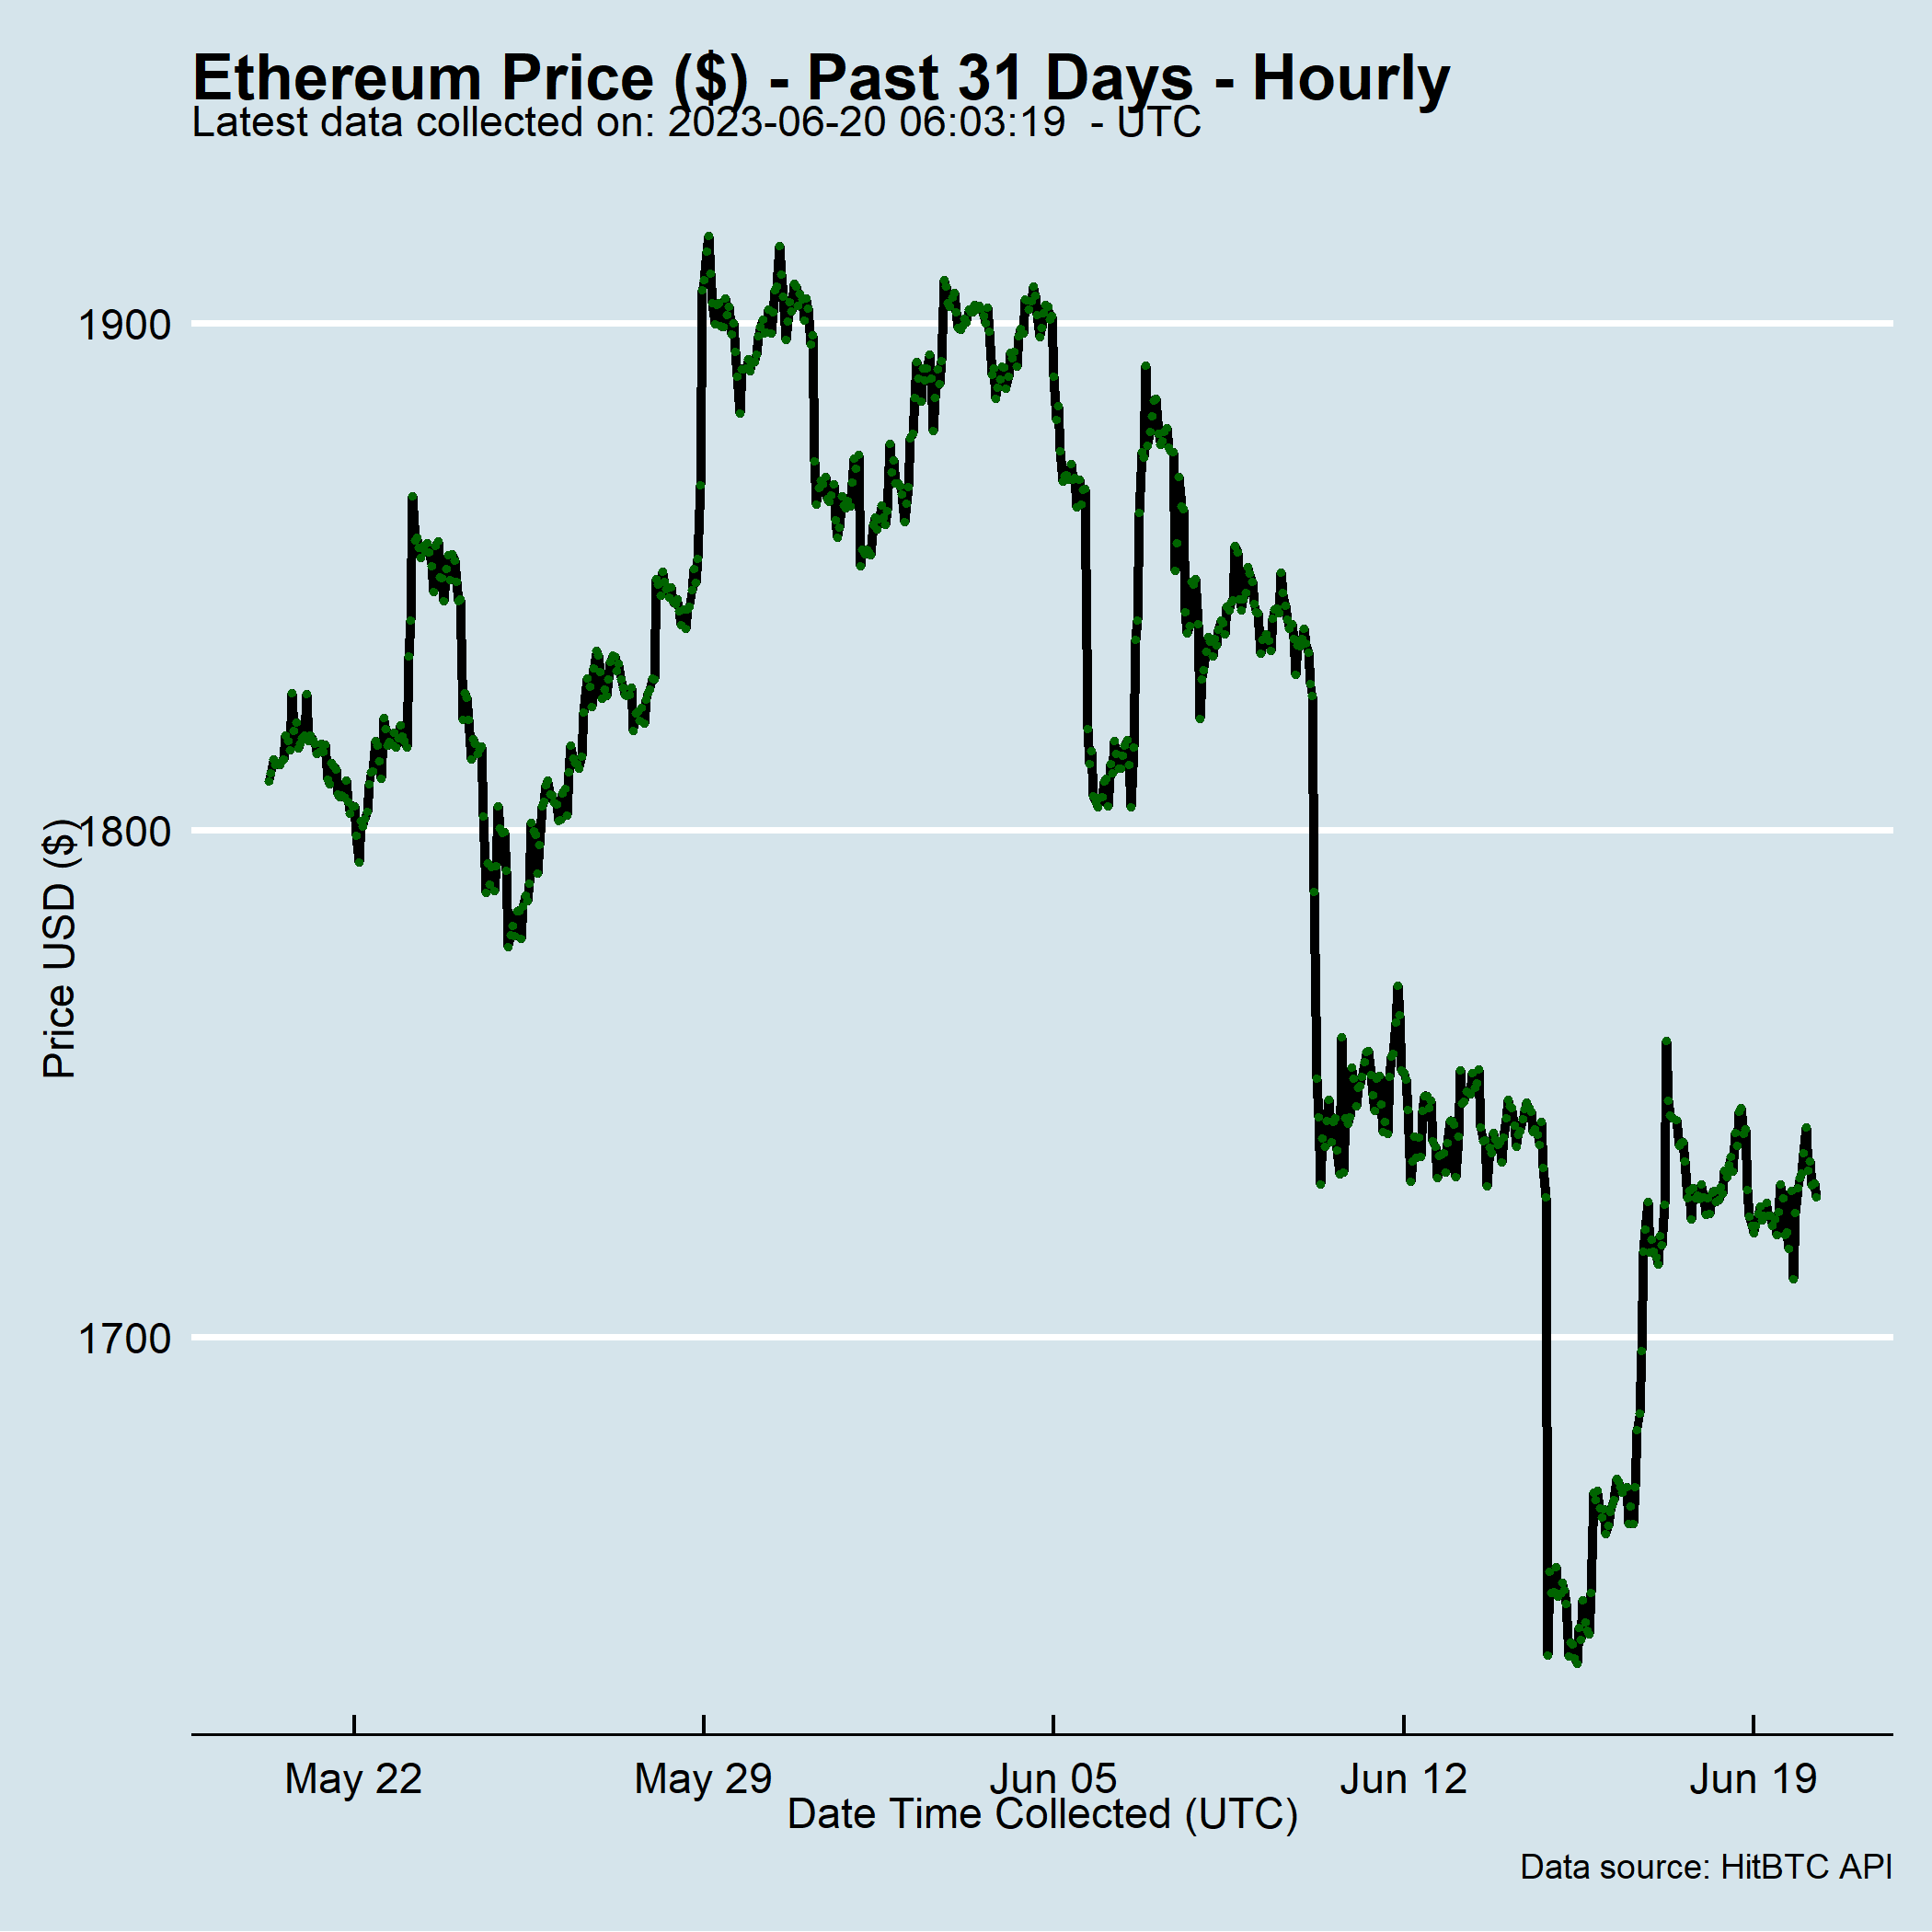 Ethereum Price ($) - Past 31 Days - Hourly
Latest data collected on: 2023-06-20 06:03:19  - UTC
1900
1800
1700
Price USD ($)
May 22
May 29
Jun 05
Jun 12
Jun 19
Date Time Collected (UTC)
Data source: HitBTC API